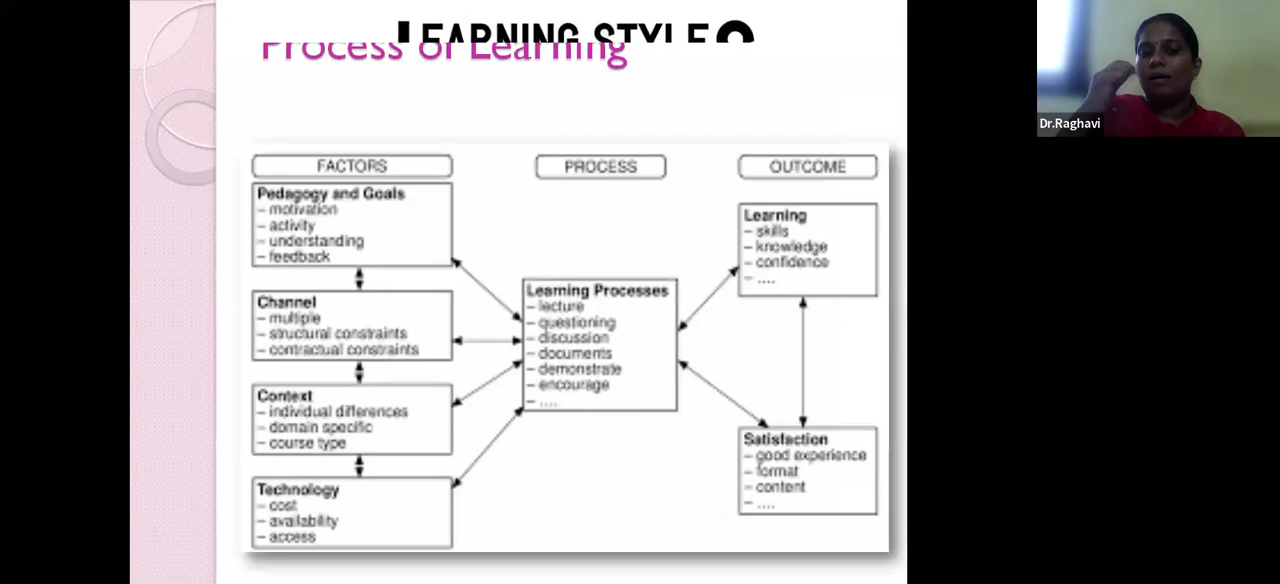 LEARNING STYLE
Process of Learning
Dr.Raghavi
FACTORS
PROCESS
OUTCOME
Pedagogy and Goals
– motivation
– activity
– understanding
– feedback
Channel
– multiple
– structural constraints
– contractual constraints
Context
– individual differences
– domain specific
– course type
Technology
– cost
– availability
– access
Learning Processes
– lecture
– questioning
– discussion
– documents
– demonstrate
– encourage
– ....
Learning
– skills
– knowledge
– confidence
– ....
Satisfaction
– good experience
– format
– content
– ....